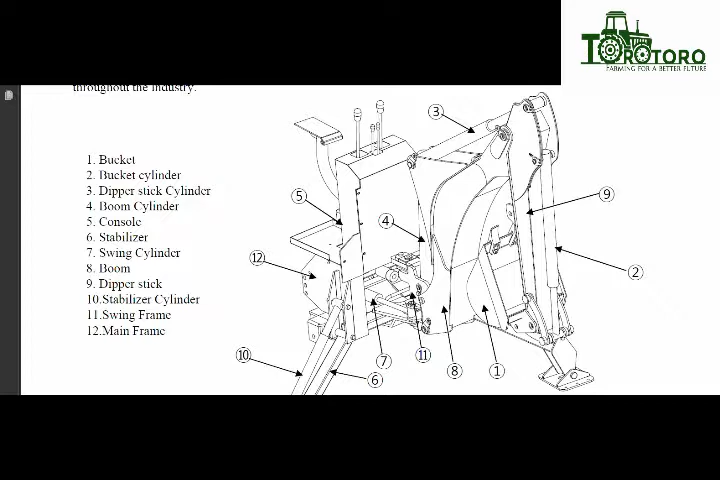 TOROTORO
FARMING FOR A BETTER FUTURE
throughout the industry.
1. Bucket
2. Bucket cylinder
3. Dipper stick Cylinder
4. Boom Cylinder
5. Console
6. Stabilizer
7. Swing Cylinder
8. Boom
9. Dipper stick
10.Stabilizer Cylinder
11.Swing Frame
12.Main Frame
3
9
5
4
12
2
7
11
8
1
10
6